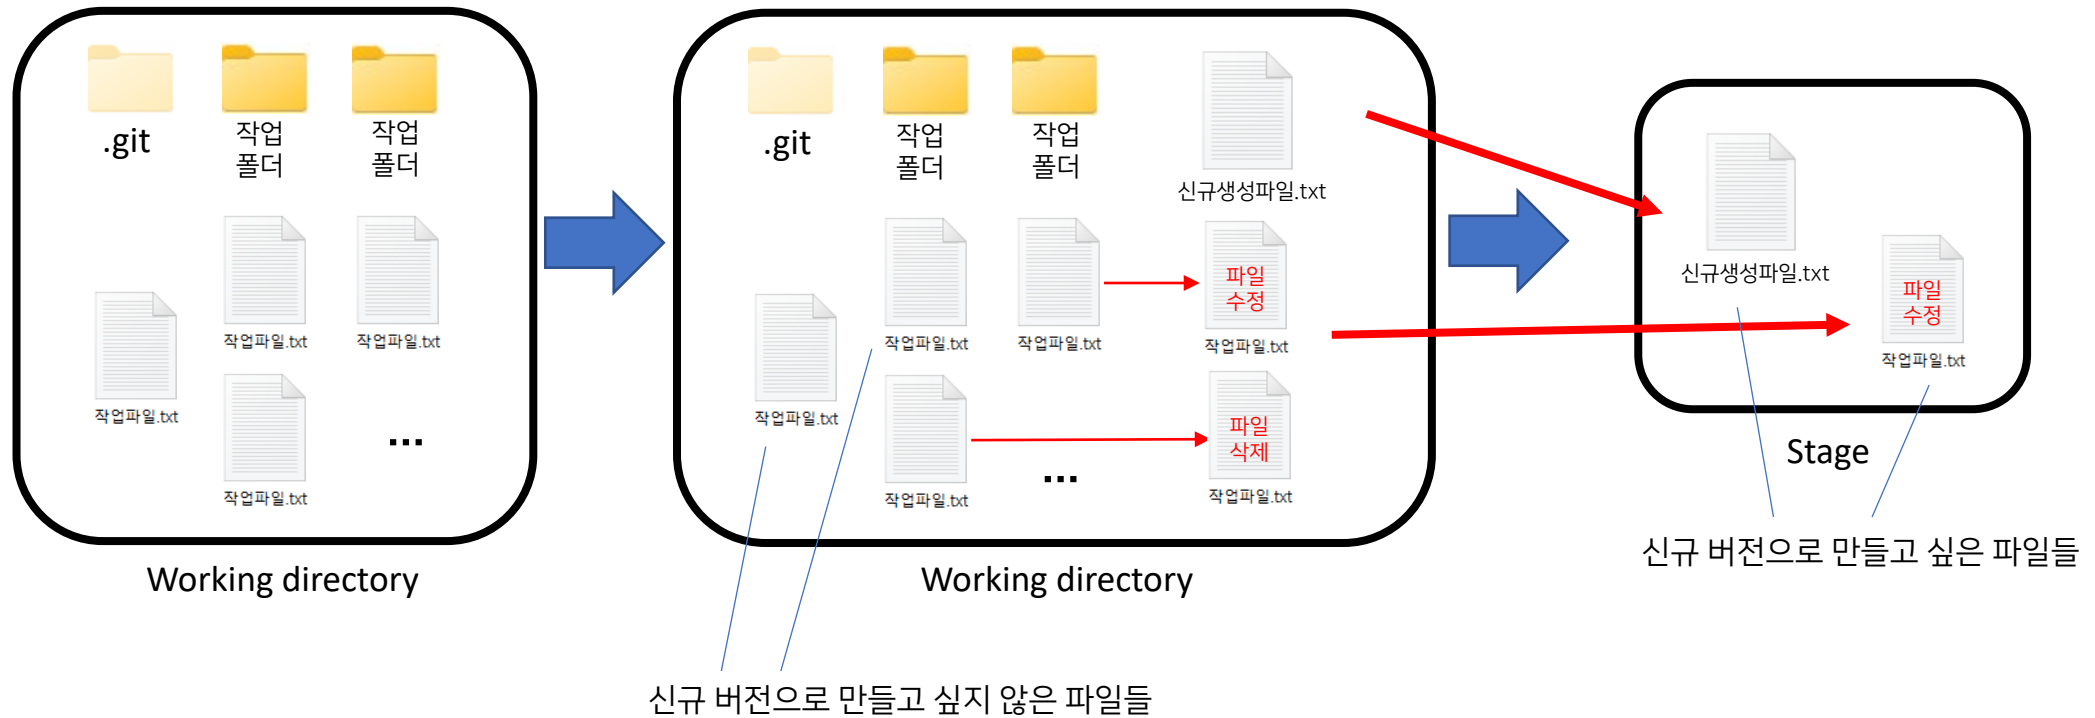 .git
작업
폴더
작업
폴더
작업파일.txt
작업파일.txt
작업파일.txt
작업파일.txt
...
Working directory
.git
작업
폴더
작업
폴더
신규생성파일.txt
작업파일.txt
작업파일.txt
작업파일.txt
파일
수정
작업파일.txt
작업파일.txt
...
파일
삭제
작업파일.txt
Working directory
신규 버전으로 만들고 싶지 않은 파일들
신규생성파일.txt
파일
수정
작업파일.txt
Stage
신규 버전으로 만들고 싶은 파일들